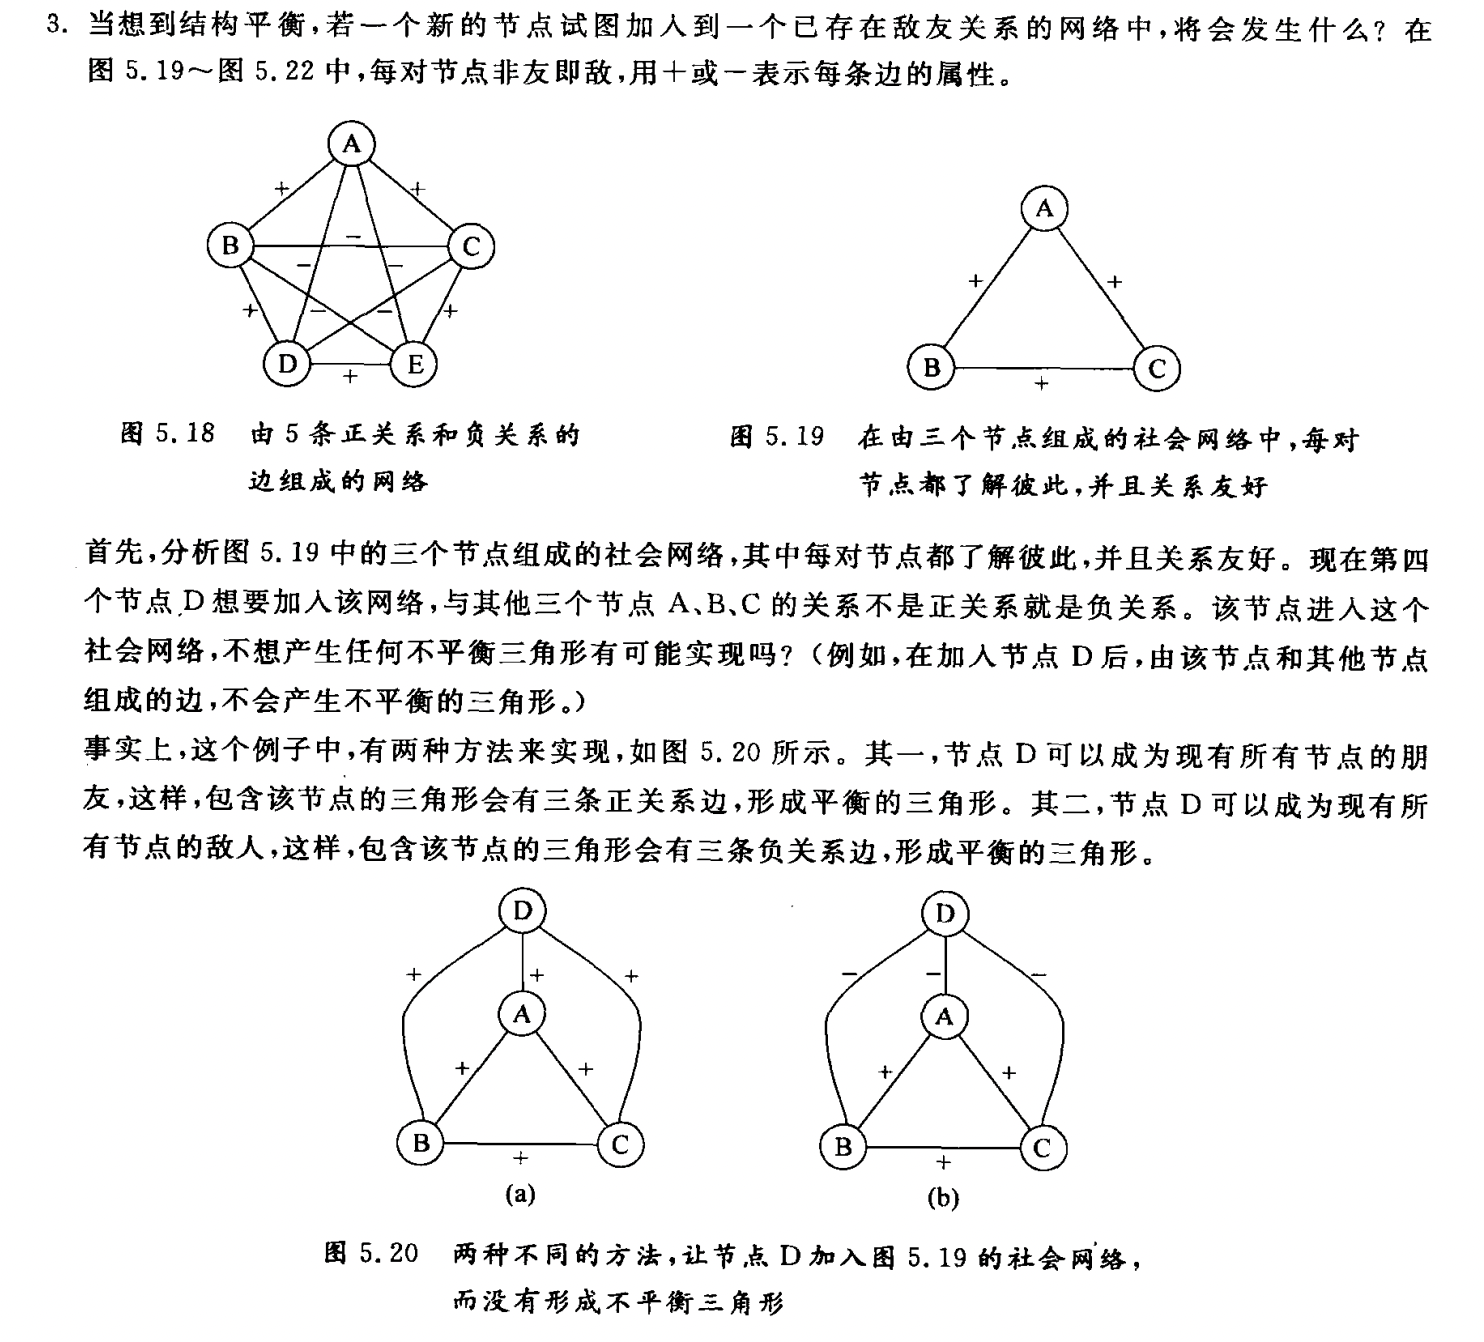 3. 当想到结构平衡,若一个新的节点试图加入到一个已存在敌友关系的网络中,将会发生什么? 在
图 5.19～图 5.22 中,每对节点非友即敌,用＋或－表示每条边的属性。
A
+ +
B － C
－ －
+ － － +
D E
+
A
+ +
B C
+
图 5.18 由 5 条正关系和负关系的
边组成的网络
图 5.19 在由三个节点组成的社会网络中,每对
节点都了解彼此,并且关系友好
首先,分析图 5.19 中的三个节点组成的社会网络,其中每对节点都了解彼此,并且关系友好。现在第四
个节点 D 想要加入该网络,与其他三个节点 A、B、C 的关系不是正关系就是负关系。该节点进入这个
社会网络,不想产生任何不平衡三角形有可能实现吗?(例如,在加入节点 D 后,由该节点和其他节点
组成的边,不会产生不平衡的三角形。)
事实上,这个例子中,有两种方法来实现,如图 5.20 所示。其一,节点 D 可以成为现有所有节点的朋
友,这样,包含该节点的三角形会有三条正关系边,形成平衡的三角形。其二,节点 D 可以成为现有所
有节点的敌人,这样,包含该节点的三角形会有三条负关系边,形成平衡的三角形。
D
+ + +
A
+ +
B C
+
(a)
D
－ － －
A
+ +
B C
+
(b)
图 5.20 两种不同的方法,让节点 D 加入图 5.19 的社会网络,
而没有形成不平衡三角形